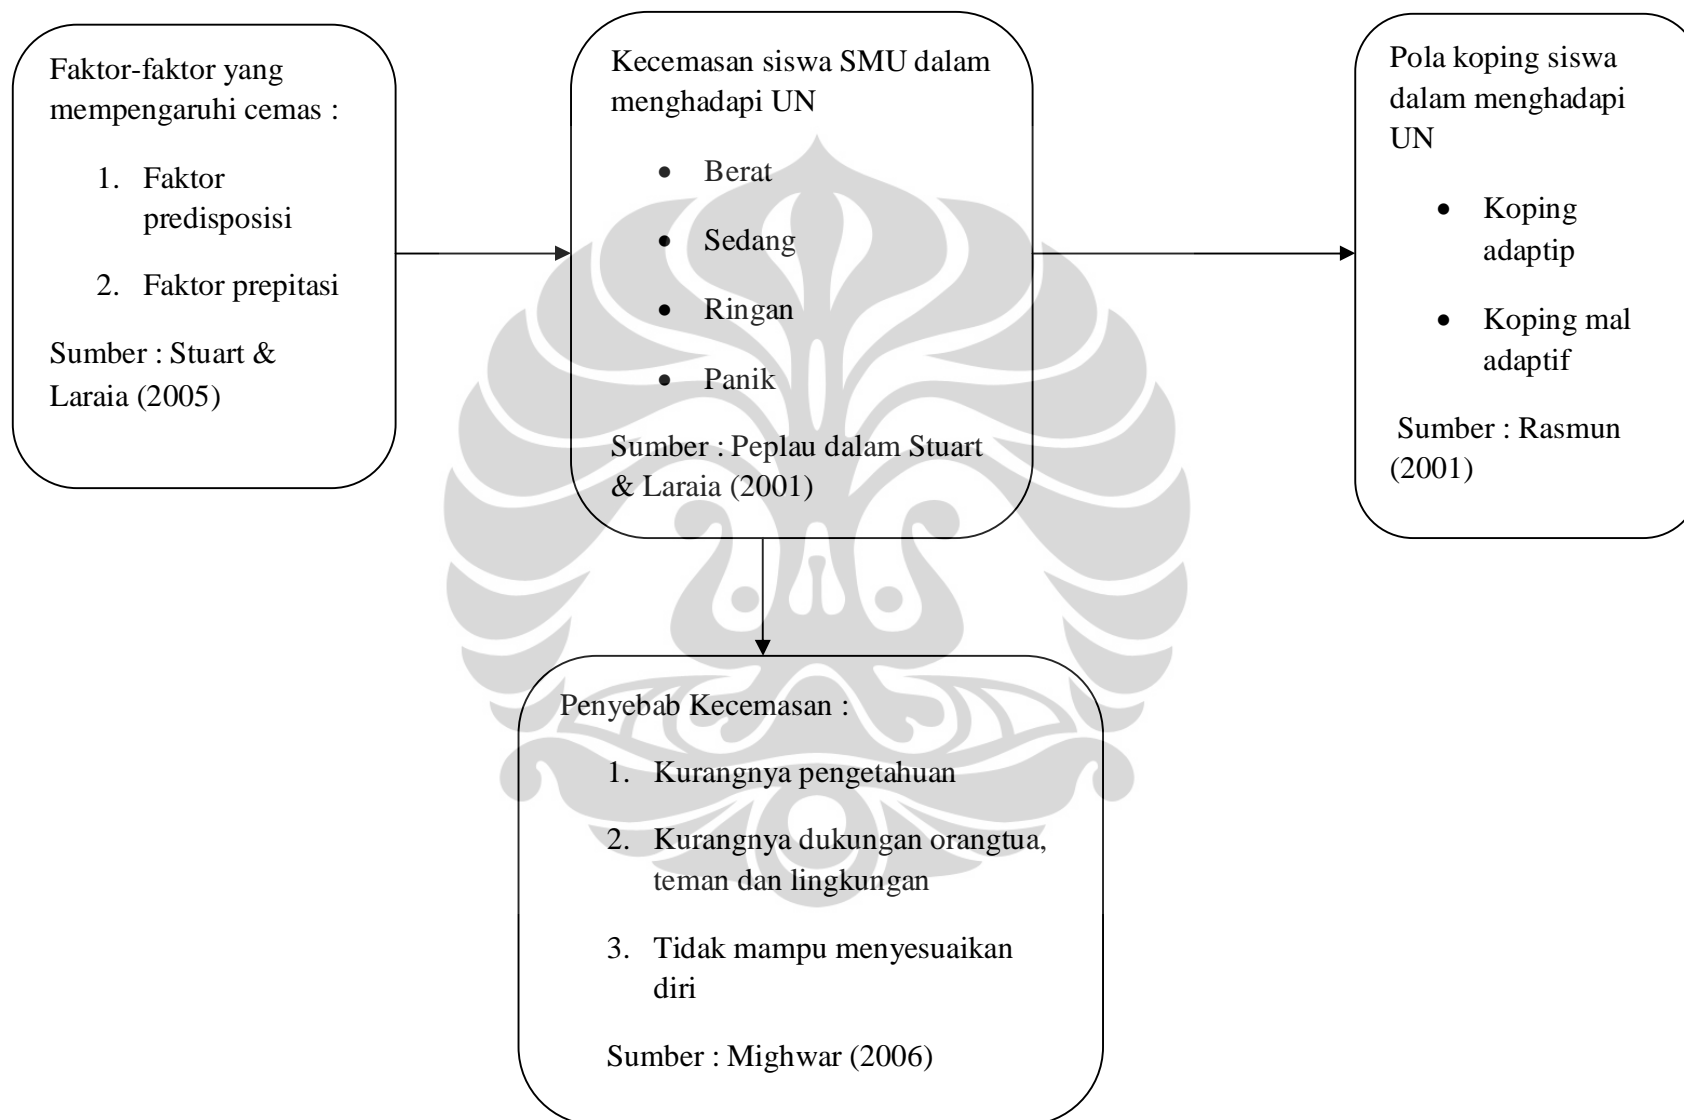 Faktor-faktor yang
mempengaruhi cemas :
1. Faktor
predisposisi
2. Faktor prepitasi
Sumber : Stuart &
Laraia (2005)
Kecemasan siswa SMU dalam
menghadapi UN
• Berat
• Sedang
• Ringan
• Panik
Sumber : Peplau dalam Stuart
& Laraia (2001)
Pola koping siswa
dalam menghadapi
UN
• Koping
adaptip
• Koping mal
adaptif
Sumber : Rasmun
(2001)
Penyebab Kecemasan :
1. Kurangnya pengetahuan
2. Kurangnya dukungan orangtua,
teman dan lingkungan
3. Tidak mampu menyesuaikan
diri
Sumber : Mighwar (2006)